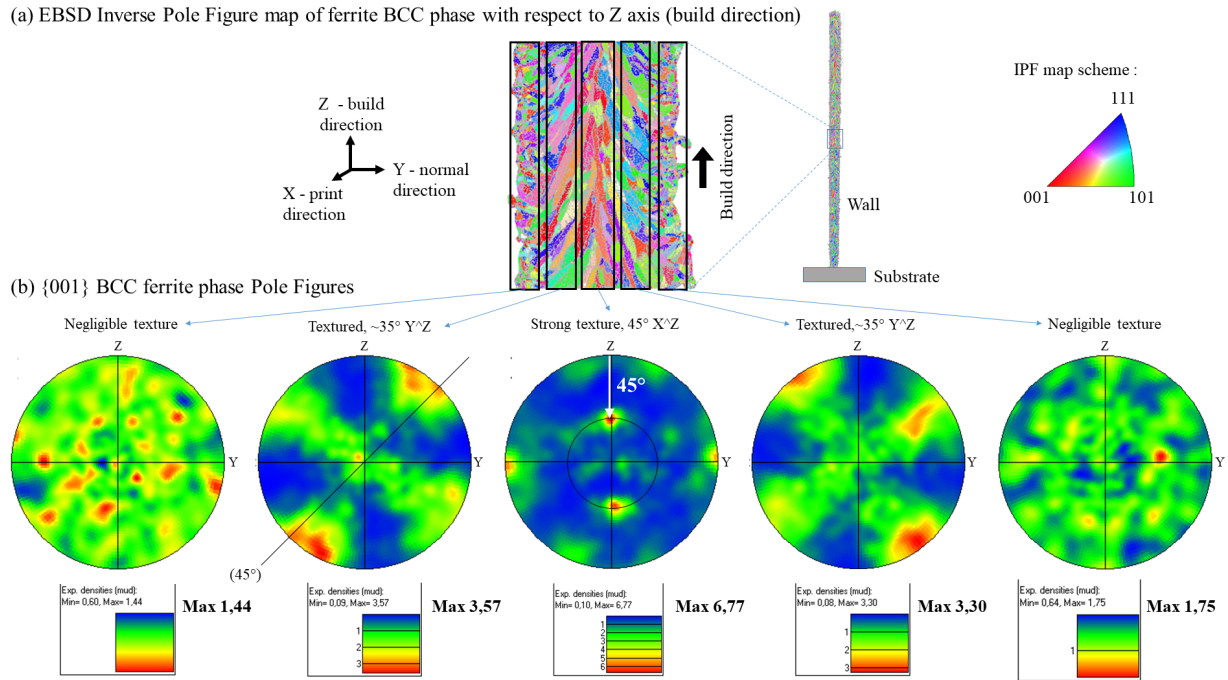 (a) EBSD Inverse Pole Figure map of ferrite BCC phase with respect to Z axis (build direction)
Z - build
direction
Y - normal
direction
X - print
direction
Build direction
Wall
Substrate
IPF map scheme :
111
001
101
(b) {001} BCC ferrite phase Pole Figures
Negligible texture
Textured, ~35° Y^Z
Strong texture, 45° X^Z
Textured,~35° Y^Z
Negligible texture
Z
Y
Z
Y
(45°)
Z
45°
Y
Z
Y
Z
Y
Exp. densities (mud):
Min= 0,60, Max= 1,44
Max 1,44
Exp. densities (mud):
Min= 0,09, Max= 3,57
1
2
3
Max 3,57
Exp. densities (mud):
Min= 0,10, Max= 6,77
1
2
3
4
5
6
Max 6,77
Exp. densities (mud):
Min= 0,08, Max= 3,30
1
2
3
Max 3,30
Exp. densities (mud):
Min= 0,64, Max= 1,75
1
Max 1,75